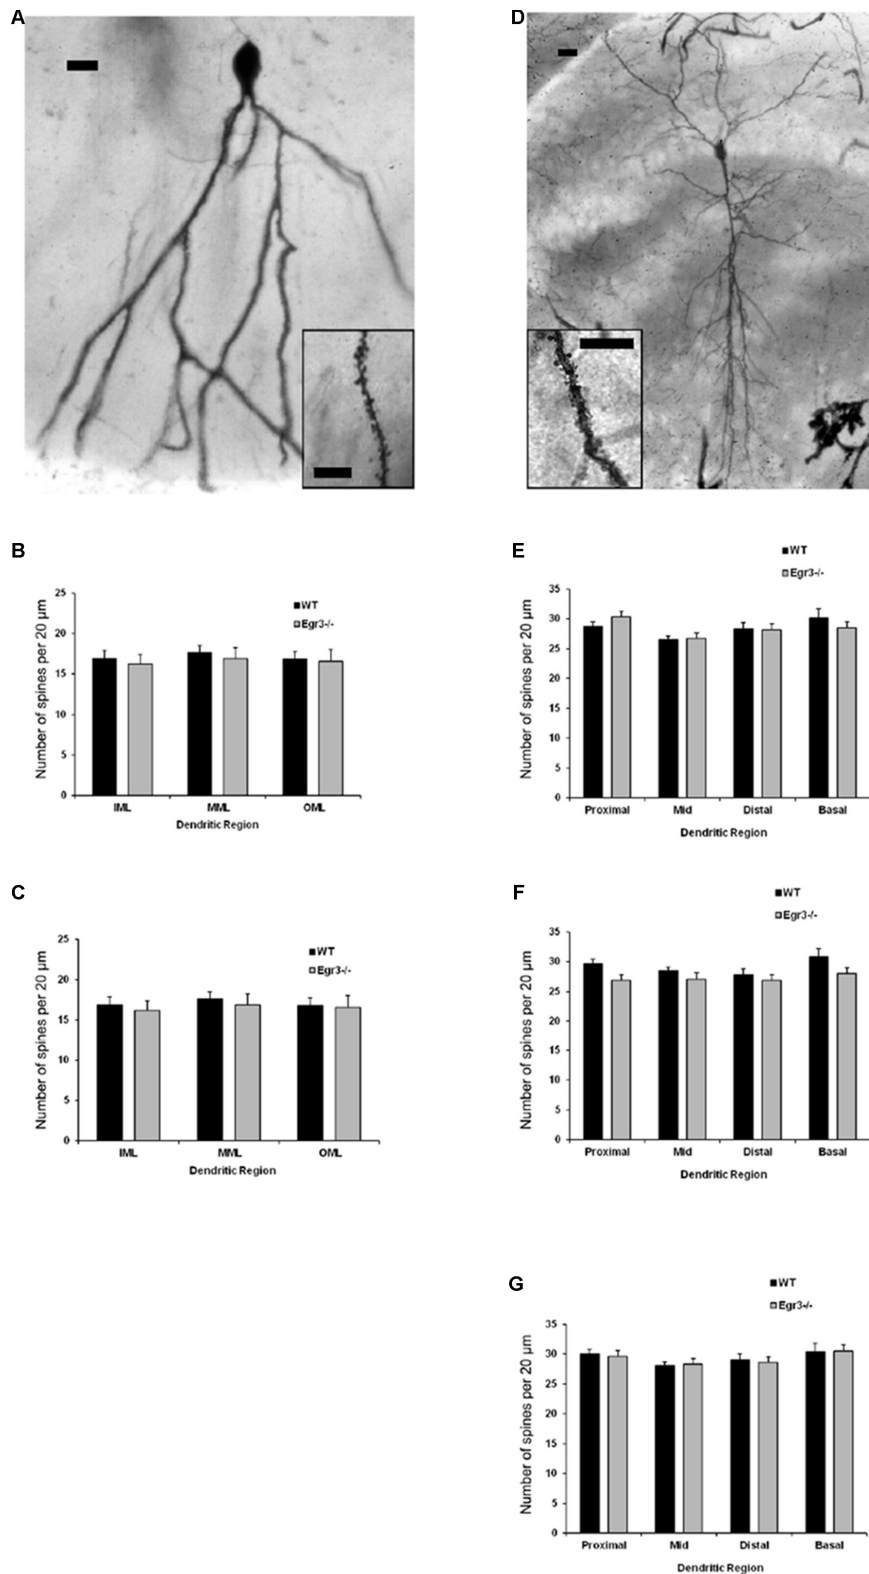 A
D
B
Number of spines per 20 µm
25
20
15
10
5
0
WT
Egr3-/-
IML
MML
OML
Dendritic Region
E
Number of spines per 20 µm
35
30
25
20
15
10
5
0
WT
Egr3-/-
Proximal
Mid
Distal
Basal
Dendritic Region
C
Number of spines per 20 µm
25
20
15
10
5
0
WT
Egr3-/-
IML
MML
OML
Dendritic Region
F
Number of spines per 20 µm
35
30
25
20
15
10
5
0
WT
Egr3-/-
Proximal
Mid
Distal
Basal
Dendritic Region
G
Number of spines per 20 µm
35
30
25
20
15
10
5
0
WT
Egr3-/-
Proximal
Mid
Distal
Basal
Dendritic Region